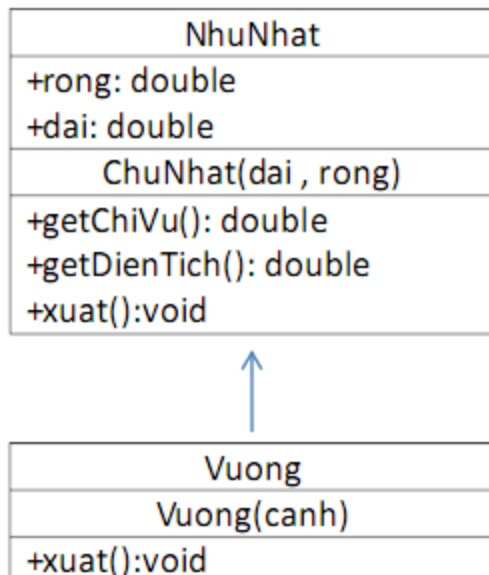 NhuNhat
+rong: double
+dai: double
ChuNhat(dai , rong)
+getChiVu(): double
+getDienTich(): double
+xuat():void
Vuong
Vuong(canh)
+xuat():void